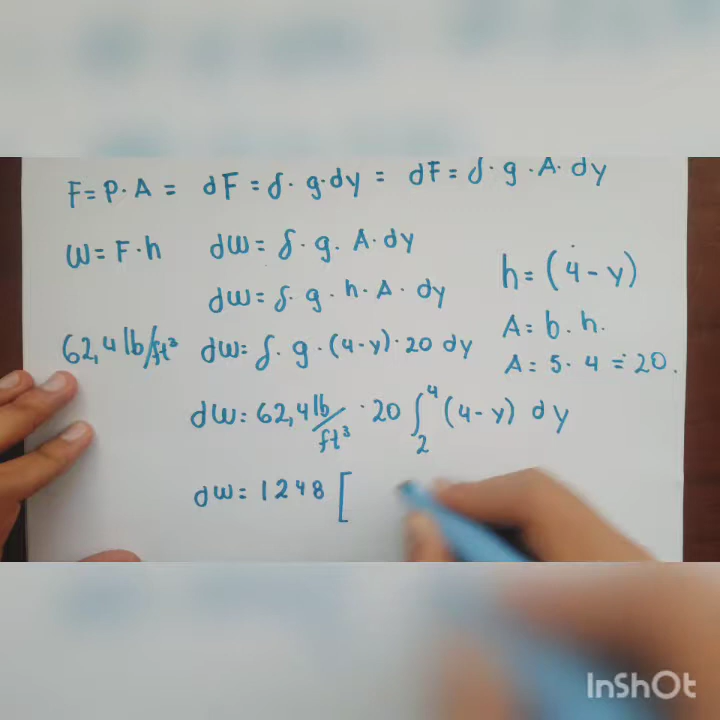 F = P · A = dF = δ · g · dy = dF = δ · g · A · dy
W = F · h dW = δ · g · A · dy
h = (4 - y)
dW = δ · g · h · A · dy
A = b . h.
62,4 lb/ft³ dW = δ · g · (4-y) · 20 dy
A = 5 · 4 = 20.
dW = 62,4 lb/ft³ · 20 ∫₂⁴ (4 - y) dy
dW = 1248 [
InShOt